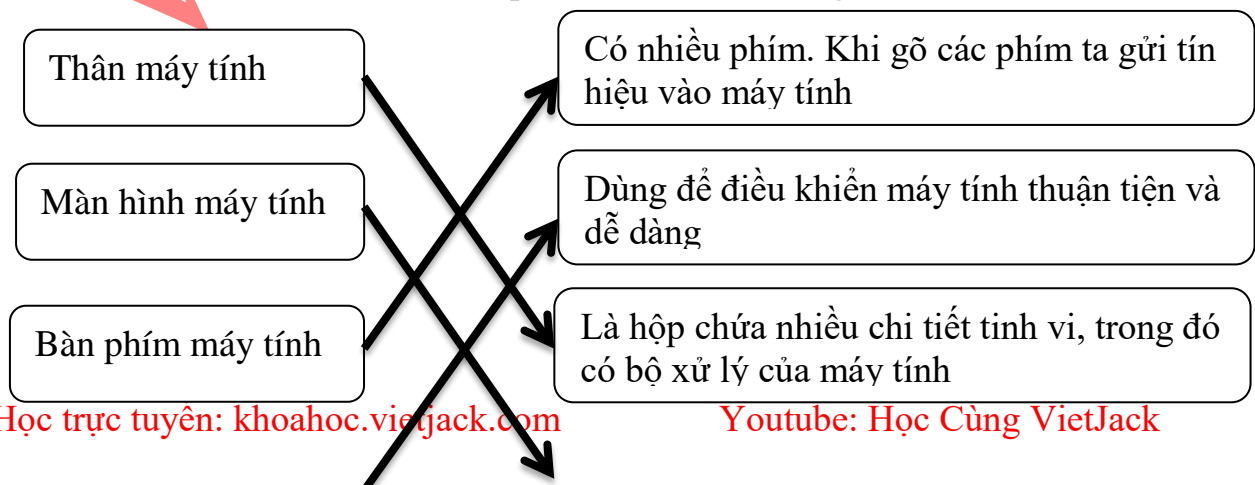 Thân máy tính
Có nhiều phím. Khi gõ các phím ta gửi tín
hiệu vào máy tính
Màn hình máy tính
Dùng để điều khiển máy tính thuận tiện và
dễ dàng
Bàn phím máy tính
Là hộp chứa nhiều chi tiết tinh vi, trong đó
có bộ xử lý của máy tính
Học trực tuyến: khoahoc.vietjack.com
Youtube: Học Cùng VietJack